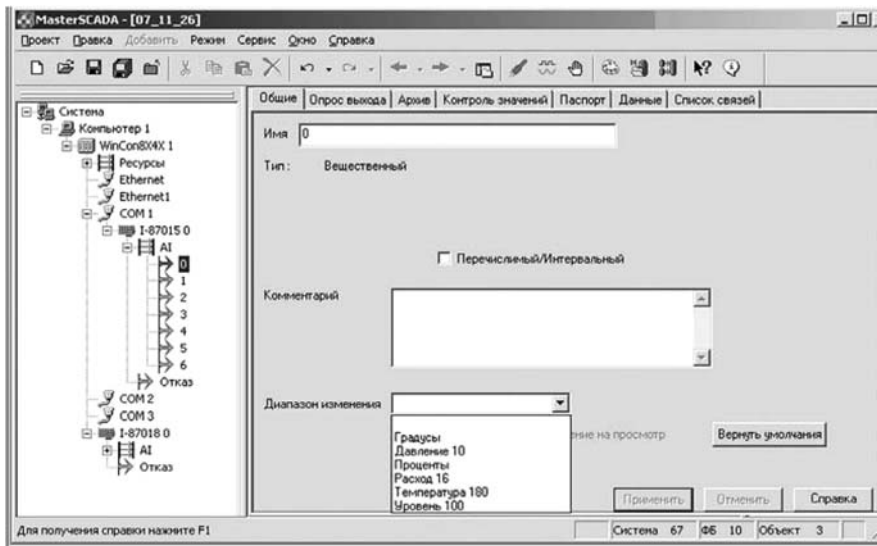 MasterSCADA - [07_11_26]
Проект Правка Добавить Режим Сервис Окно Справка
Общие Опрос выхода Архив Контроль значений Паспорт Данные Список связей
Система
Компьютер 1
WinCon8X4X 1
Ресурсы
Ethernet
Ethernet1
COM 1
I-87015 0
AI
0
1
2
3
4
5
6
Отказ
COM 2
COM 3
I-87018 0
AI
Отказ
Имя 0
Тип : Вещественный
Перечислимый/Интервальный
Комментарий
Диапазон изменения
Градусы
Давление 10
Проценты
Расход 16
Температура 180
Уровень 100
ение на просмотр
Вернуть умолчания
Применить Отменить Справка
Для получения справки нажмите F1
Система 67 ФБ 10 Объект 3